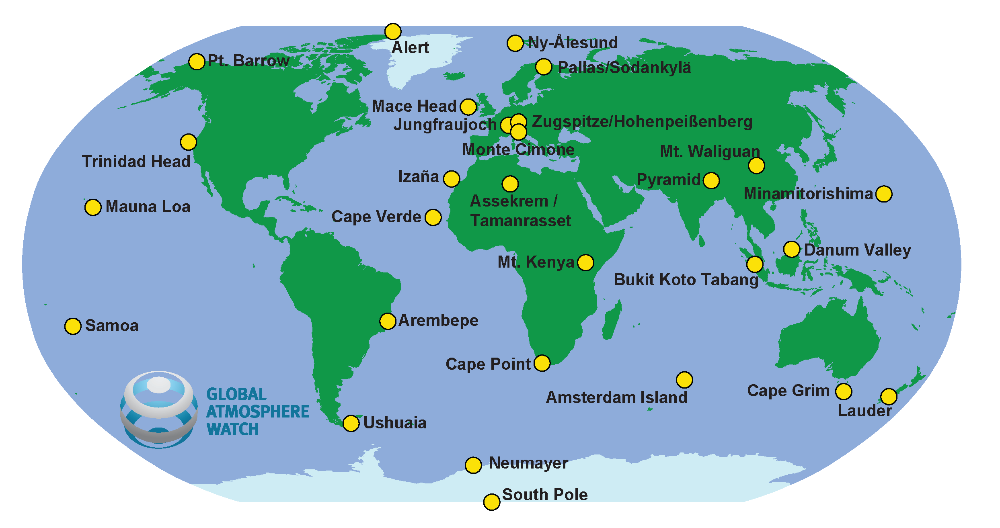 Alert
Ny-Ålesund
Pt. Barrow
Pallas/Sodankylä
Mace Head
Jungfraujoch
Zugspitze/Hohenpeißenberg
Monte Cimone
Mt. Waliguan
Trinidad Head
Izaña
Pyramid
Assekrem /
Tamanrasset
Minamitorishima
Mauna Loa
Cape Verde
Danum Valley
Mt. Kenya
Bukit Koto Tabang
Samoa
Arembepe
Cape Point
Amsterdam Island
Cape Grim
Lauder
GLOBAL
ATMOSPHERE
WATCH
Ushuaia
Neumayer
South Pole